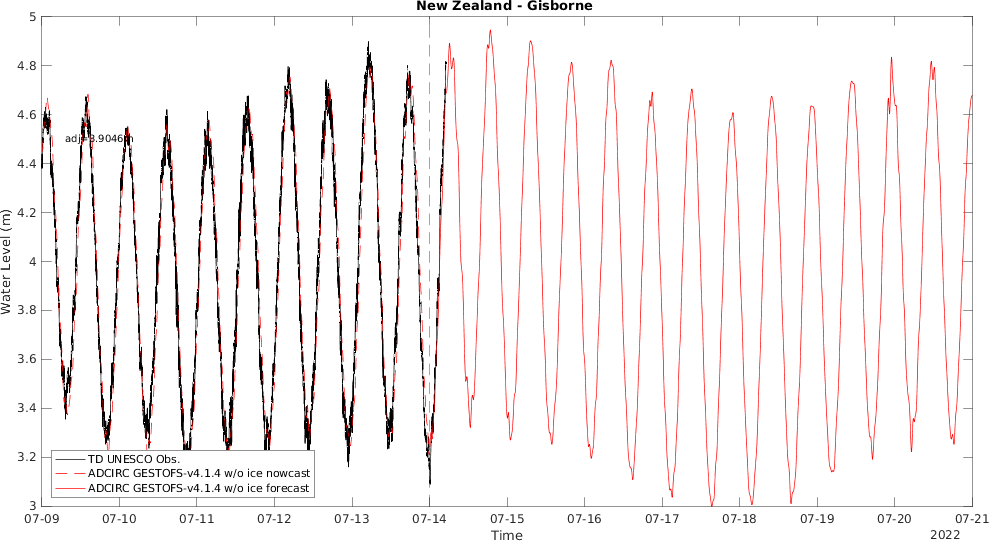 New Zealand - Gisborne
5
4.8
4.6
4.4
4.2
4
3.8
3.6
3.4
3.2
3
Water Level (m)
adj=3.9046m
TD UNESCO Obs.
ADCIRC GESTOFS-v4.1.4 w/o ice nowcast
ADCIRC GESTOFS-v4.1.4 w/o ice forecast
07-09 07-10 07-11 07-12 07-13 07-14 07-15 07-16 07-17 07-18 07-19 07-20 07-21
Time
2022